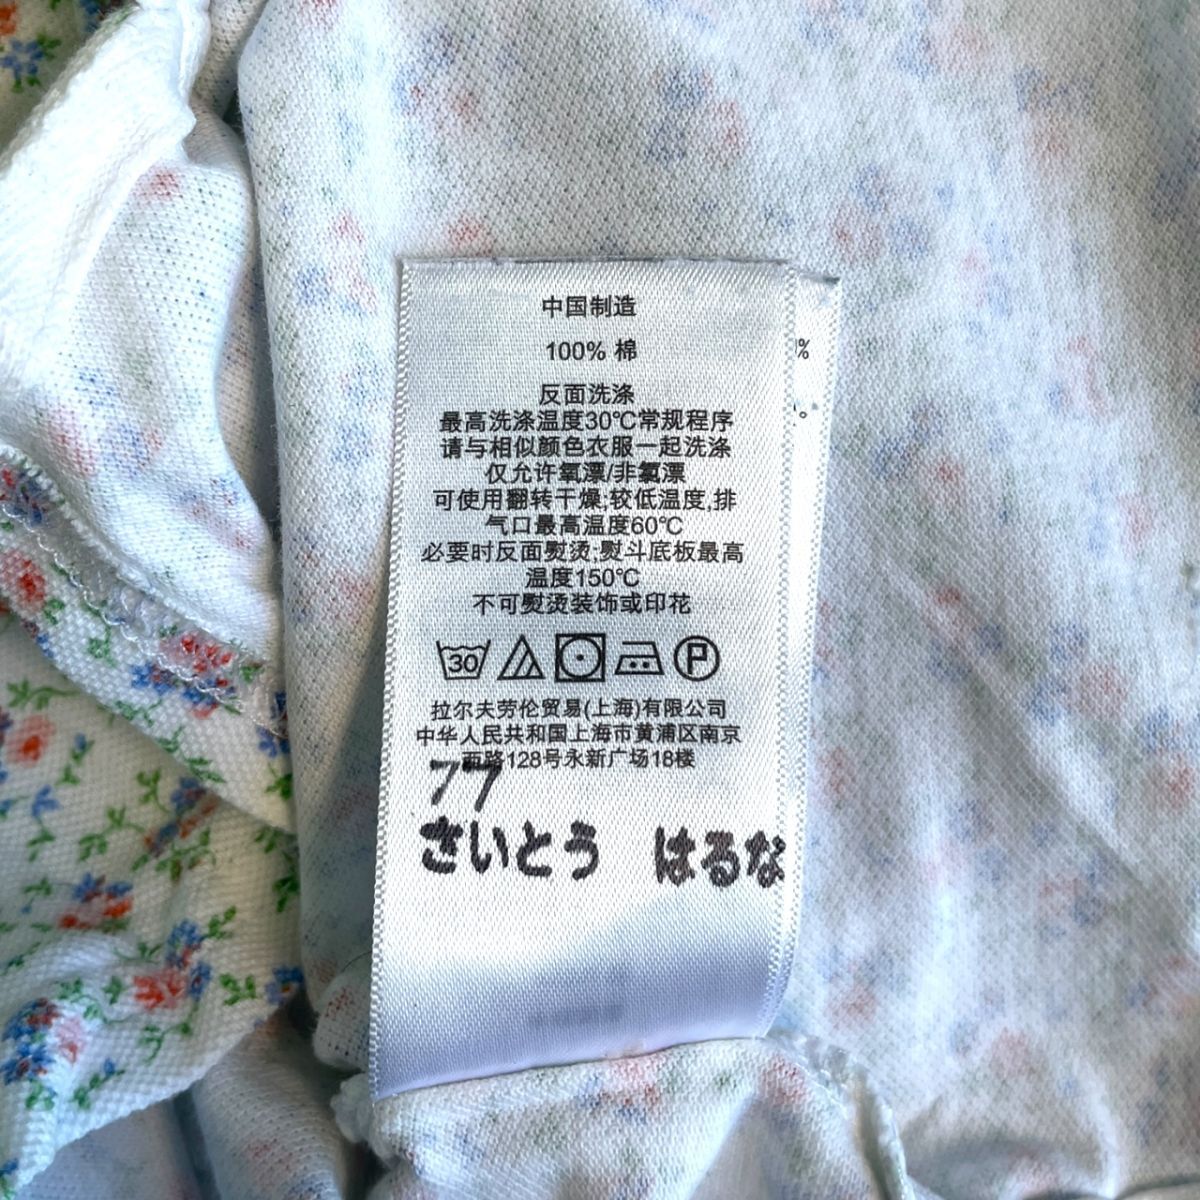 中国制造
100% 棉
反面洗涤
最高洗涤温度30℃常规程序
请与相似颜色衣服一起洗涤
仅允许氧漂/非氯漂
可使用翻转干燥;较低温度,排
气口最高温度60℃
必要时反面熨烫;熨斗底板最高
温度150℃
不可熨烫装饰或印花
30
P
拉尔夫劳伦贸易(上海)有限公司
中华人民共和国上海市黄浦区南京
西路128号永新广场18楼
77
さいとう はるな
%